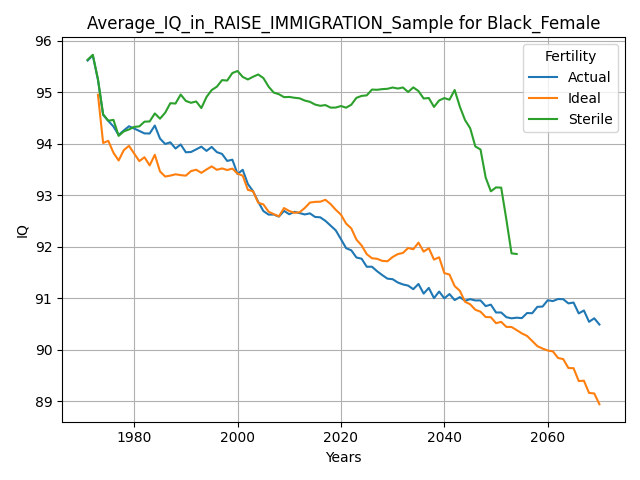 Average_IQ_in_RAISE_IMMIGRATION_Sample for Black_Female
96
95
94
93
92
91
90
89
IQ
1980
2000
2020
2040
2060
Years
Fertility
Actual
Ideal
Sterile